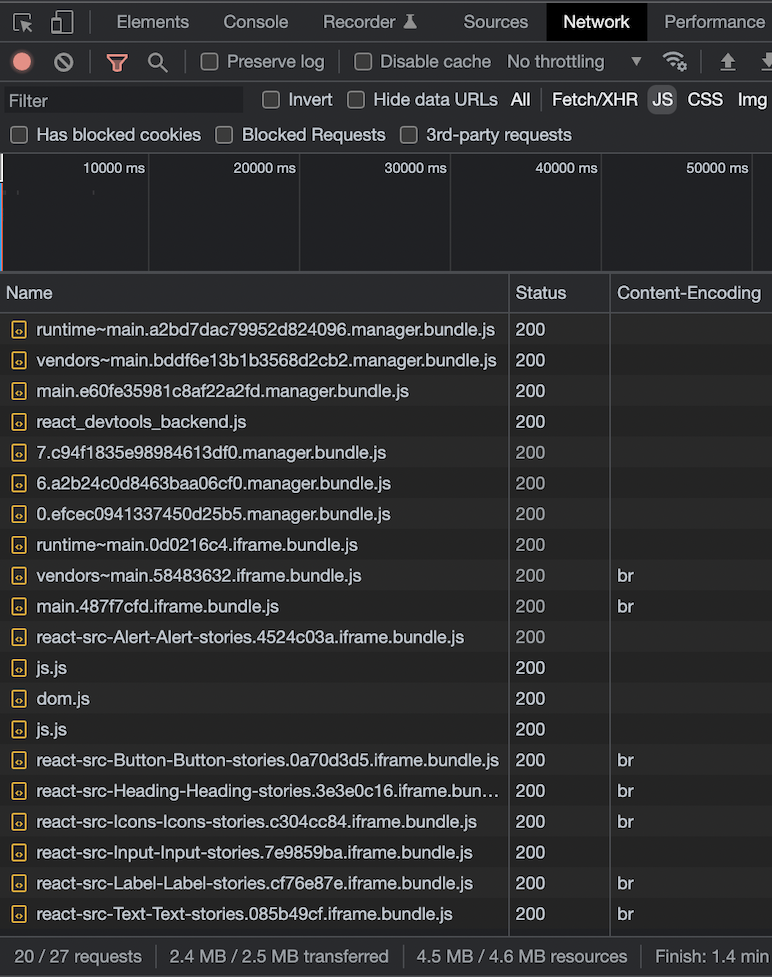 Elements Console Recorder Sources Network Performance
Preserve log Disable cache No throttling
Filter Invert Hide data URLs All Fetch/XHR JS CSS Img
Has blocked cookies Blocked Requests 3rd-party requests
10000 ms 20000 ms 30000 ms 40000 ms 50000 ms
Name Status Content-Encoding
runtime~main.a2bd7dac79952d824096.manager.bundle.js 200
vendors~main.bddf6e13b1b3568d2cb2.manager.bundle.js 200
main.e60fe35981c8af22a2fd.manager.bundle.js 200
react_devtools_backend.js 200
7.c94f1835e98984613df0.manager.bundle.js 200
6.a2b24c0d8463baa06cf0.manager.bundle.js 200
0.efcec0941337450d25b5.manager.bundle.js 200
runtime~main.0d0216c4.iframe.bundle.js 200
vendors~main.58483632.iframe.bundle.js 200 br
main.487f7cfd.iframe.bundle.js 200 br
react-src-Alert-Alert-stories.4524c03a.iframe.bundle.js 200
js.js 200
dom.js 200
js.js 200
react-src-Button-Button-stories.0a70d3d5.iframe.bundle.js 200 br
react-src-Heading-Heading-stories.3e3e0c16.iframe.bun… 200 br
react-src-Icons-Icons-stories.c304cc84.iframe.bundle.js 200 br
react-src-Input-Input-stories.7e9859ba.iframe.bundle.js 200
react-src-Label-Label-stories.cf76e87e.iframe.bundle.js 200 br
react-src-Text-Text-stories.085b49cf.iframe.bundle.js 200 br
20 / 27 requests 2.4 MB / 2.5 MB transferred 4.5 MB / 4.6 MB resources Finish: 1.4 min